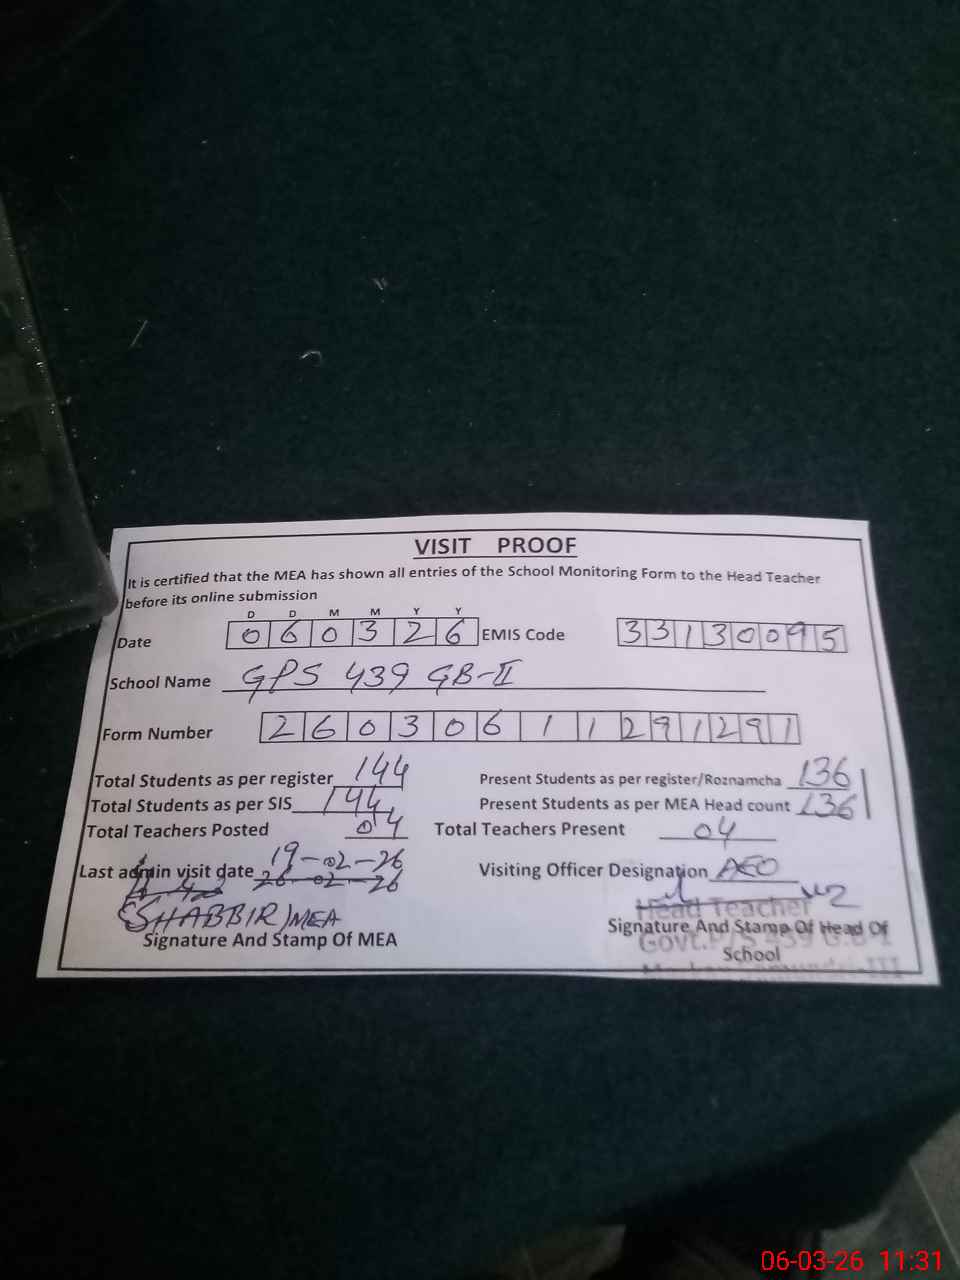 VISIT PROOF
It is certified that the MEA has shown all entries of the School Monitoring Form to the Head Teacher
before its online submission
D D M M Y Y
Date 0 6 0 3 2 6 EMIS Code 3 3 1 3 0 0 9 5
School Name GPS 439 GB-II
Form Number 2 6 0 3 0 6 1 1 2 9 1 2 9 1
Total Students as per register 144 Present Students as per register/Roznamcha 136
Total Students as per SIS 144 Present Students as per MEA Head count 136
Total Teachers Posted 04 Total Teachers Present 04
19-02-26
Last admin visit date 26-02-26 Visiting Officer Designation AEO
(SHABBIR) MEA Head Teacher
Signature And Stamp Of MEA Signature And Stamp Of Head Of
School
Govt. P/S 439 G.B
06-03-26 11:31